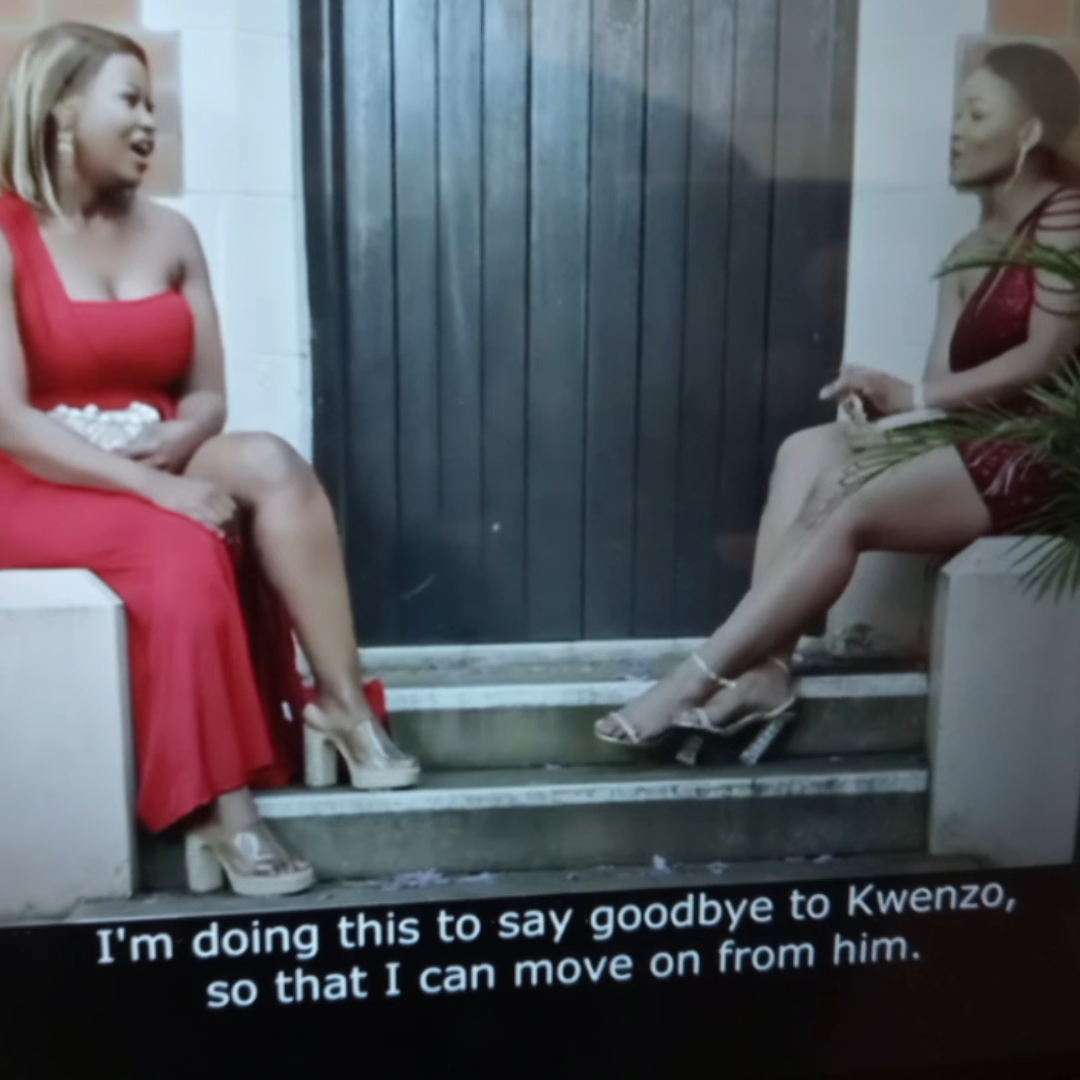 I'm doing this to say goodbye to Kwenzo,
so that I can move on from him.